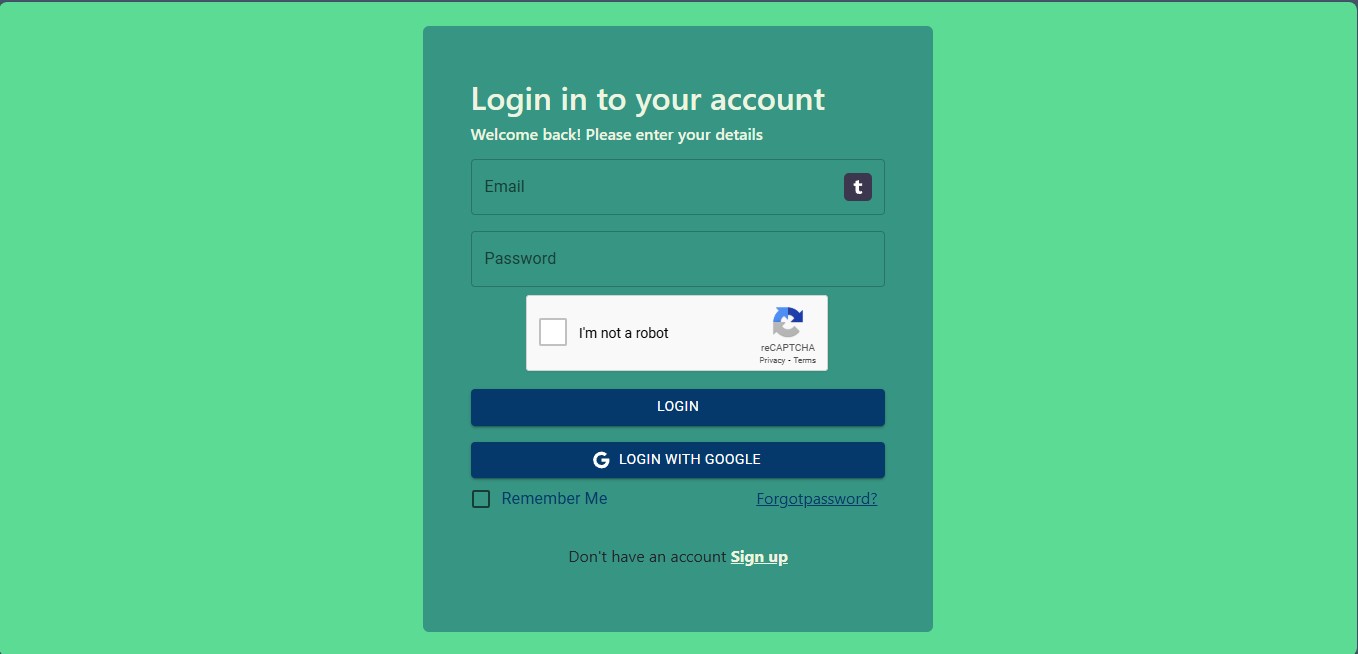 Login in to your account
Welcome back! Please enter your details
Email
t
Password
I'm not a robot
reCAPTCHA
Privacy - Terms
LOGIN
G LOGIN WITH GOOGLE
Remember Me Forgotpassword?
Don't have an account Sign up